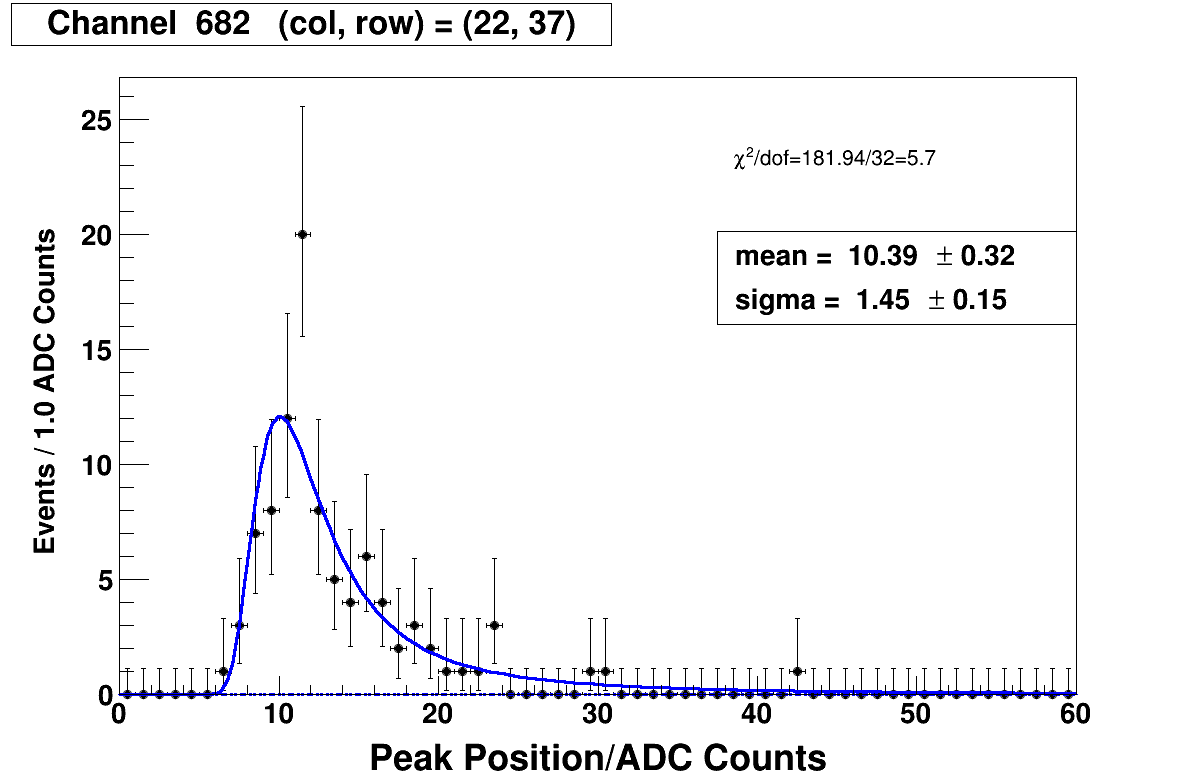 Channel 682 (col, row) = (22, 37)
25
20
15
10
5
0
Events / 1.0 ADC Counts
χ²/dof=181.94/32=5.7
mean = 10.39 ± 0.32
sigma = 1.45 ± 0.15
0 10 20 30 40 50 60
Peak Position/ADC Counts